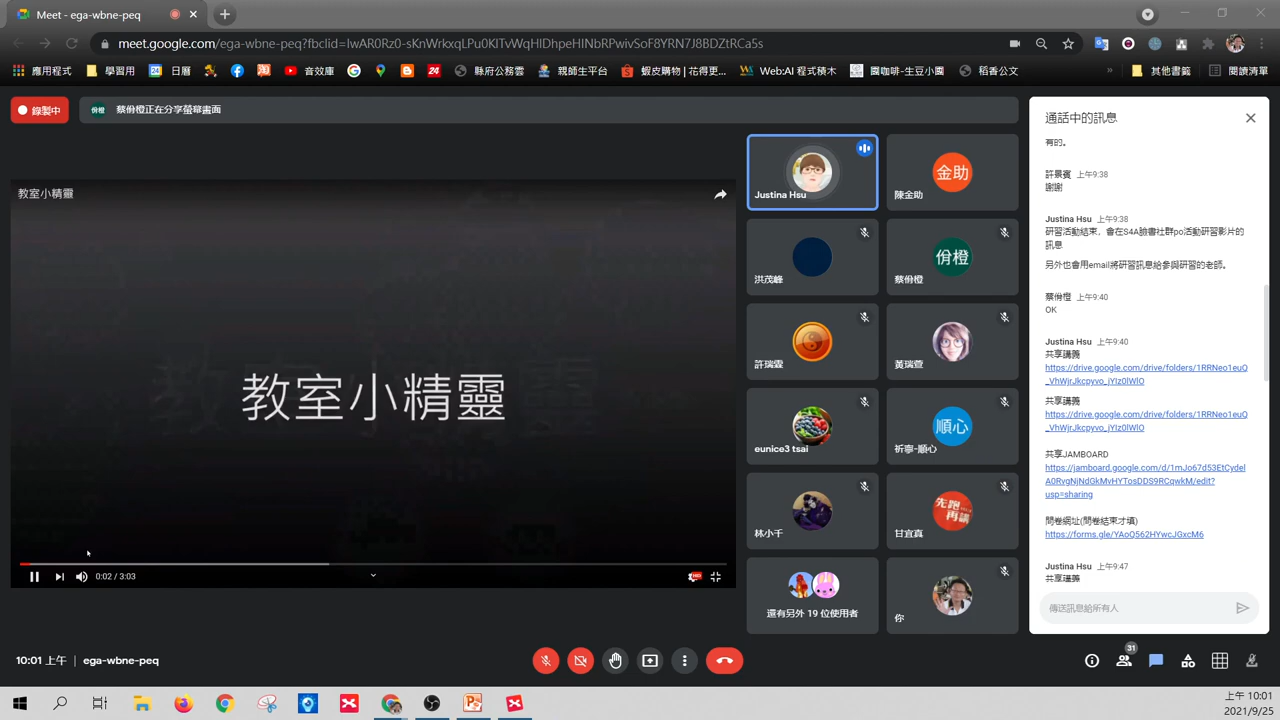 Meet - ega-wbne-peq
meet.google.com/ega-wbne-peq?fbclid=IwAR0Rz0-sKnWrkxqLPu0KITvWqHlDhpeHINbRPwivSoF8YRN7J8BDZtRCa5s
應用程式 學習用 日曆 音效庫 縣府公雲 親師生平台 蝦皮購物 | 花得更... Web:AI 程式積木 國咖啡-生豆小園 稻香公文 » 其他書籤 閱讀清單
錄製中
份橙 蔡佾橙正在分享螢幕畫面
教室小精靈
教室小精靈
0:02 / 3:03
Justina Hsu
金助
陳金助
洪茂峰
佾橙
蔡佾橙
許瑞雲
黃瑞萱
eunice3 tsai
順心
祈寧-順心
林小千
先跑再講
甘宜真
還有另外 19 位使用者
你
通話中的訊息
有的。
許景賓 上午9:38
謝謝
Justina Hsu 上午9:38
研習活動結束，會在S4A臉書社群po活動研習影片的
訊息
另外也會用email將研習訊息給參與研習的老師。
蔡佾橙 上午9:40
OK
Justina Hsu 上午9:40
共享講義
https://drive.google.com/drive/folders/1RRNeo1euQ
_VhWjrJkcpyvo_jYIz0lWlO
共享講義
https://drive.google.com/drive/folders/1RRNeo1euQ
_VhWjrJkcpyvo_jYIz0lWlO
共享JAMBOARD
https://jamboard.google.com/d/1mJo67d53EtCydel
A0RvgNjNdGkMvHYTosDDS9RCqwkM/edit?
usp=sharing
問卷網址(問卷結束才填)
https://forms.gle/YAoQ562HYwcJGxcM6
Justina Hsu 上午9:47
共享講義
傳送訊息給所有人
10:01 上午 | ega-wbne-peq
31
上午 10:01
2021/9/25